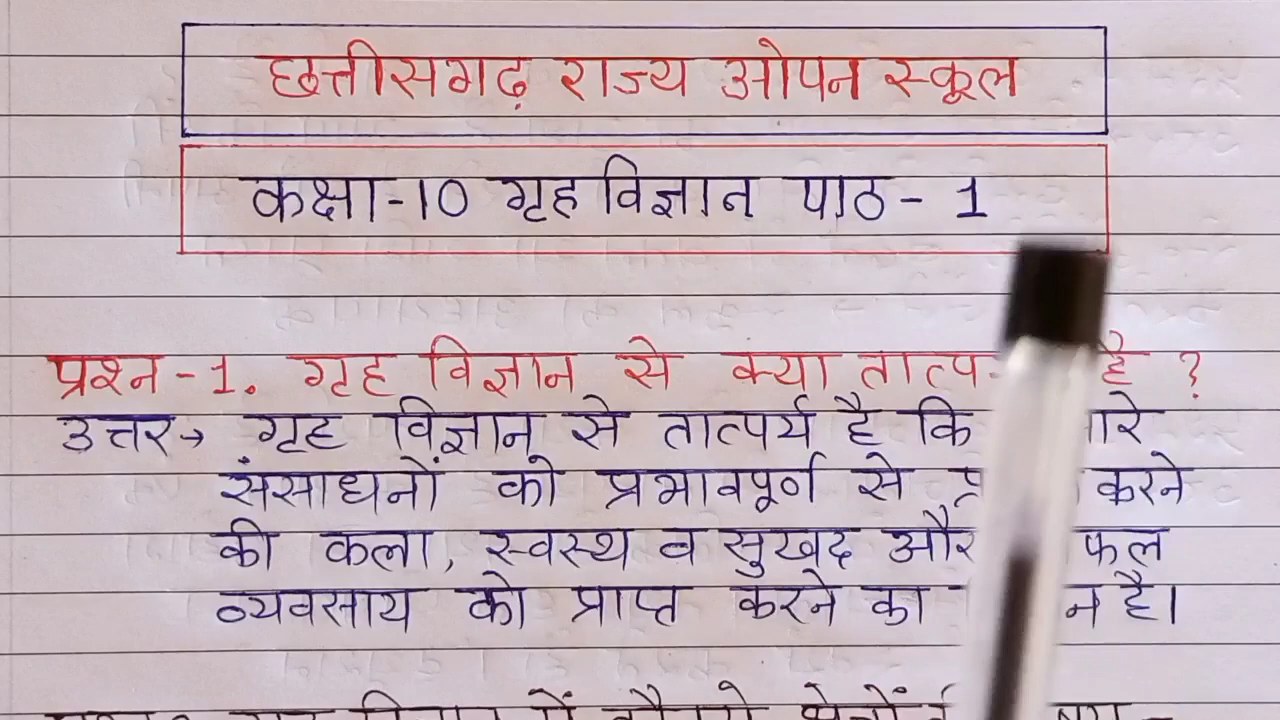 छत्तीसगढ़ राज्य ओपन स्कूल
कक्षा-10 गृह विज्ञान पाठ - 1
प्रश्न - 1. गृह विज्ञान से क्या है ?
उत्तर→ गृह विज्ञान से तात्पर्य है कि
संसाधनों को प्रभावपूर्ण से करने
की कला, स्वस्थ व सुखद और
व्यवसाय को प्राप्त करने का है।